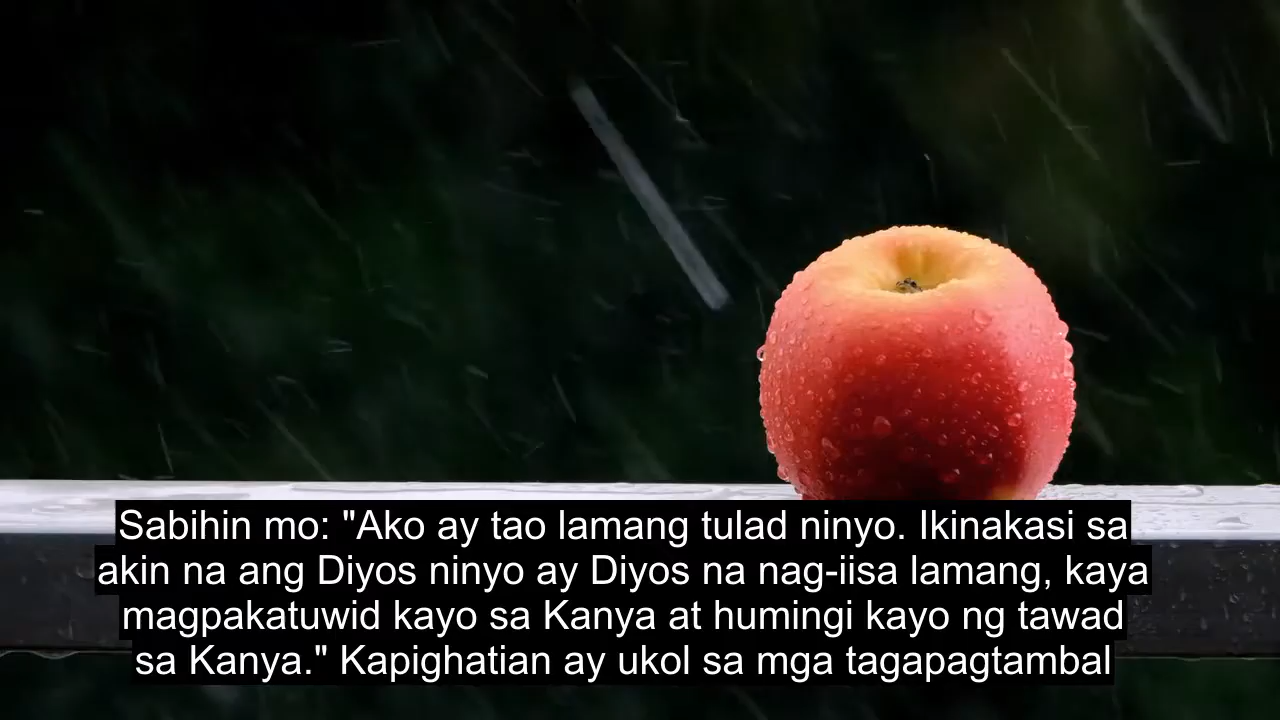 Sabihin mo: "Ako ay tao lamang tulad ninyo. Ikinakasi sa
akin na ang Diyos ninyo ay Diyos na nag-iisa lamang, kaya
magpakatuwid kayo sa Kanya at humingi kayo ng tawad
sa Kanya." Kapighatian ay ukol sa mga tagapagtambal